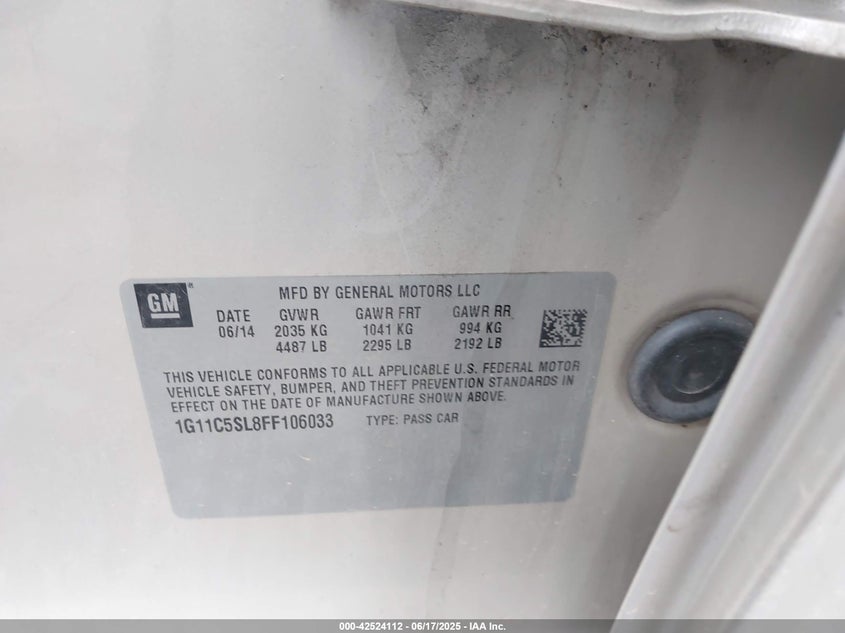 GM
MFD BY GENERAL MOTORS LLC
DATE GVWR GAWR FRT GAWR RR
06/14 2035 KG 1041 KG 994 KG
4487 LB 2295 LB 2192 LB
THIS VEHICLE CONFORMS TO ALL APPLICABLE U.S. FEDERAL MOTOR
VEHICLE SAFETY, BUMPER, AND THEFT PREVENTION STANDARDS IN
EFFECT ON THE DATE OF MANUFACTURE SHOWN ABOVE.
1G11C5SL8FF106033 TYPE: PASS CAR
000-42524112 - 06/17/2025 - IAA Inc.